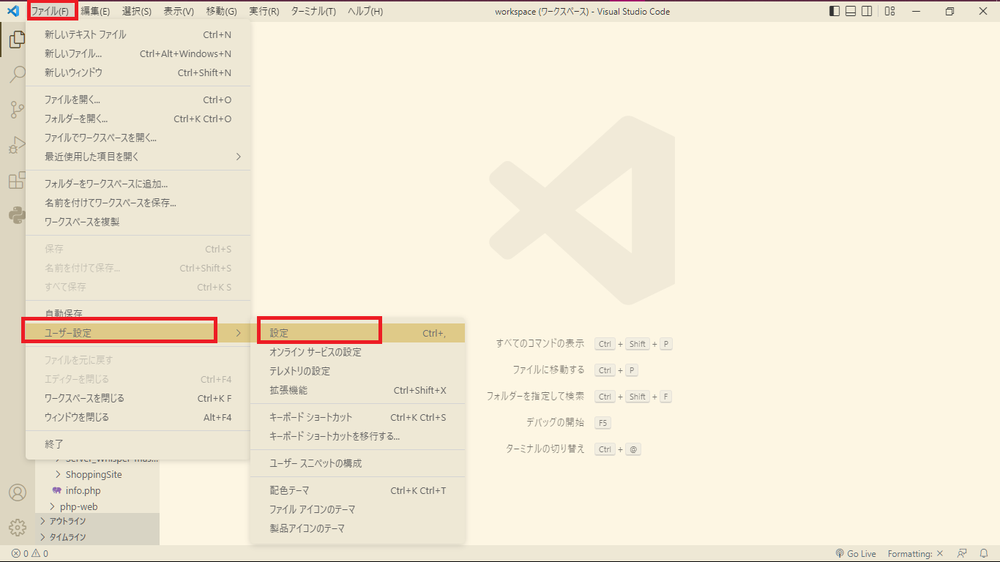 ファイル(F) 編集(E) 選択(S) 表示(V) 移動(G) 実行(R) ターミナル(T) ヘルプ(H) workspace (ワークスペース) - Visual Studio Code
新しいテキスト ファイル Ctrl+N
新しいファイル... Ctrl+Alt+Windows+N
新しいウィンドウ Ctrl+Shift+N
ファイルを開く... Ctrl+O
フォルダーを開く... Ctrl+K Ctrl+O
ファイルでワークスペースを開く...
最近使用した項目を開く
フォルダーをワークスペースに追加...
名前を付けてワークスペースを保存...
ワークスペースを複製
保存 Ctrl+S
名前を付けて保存... Ctrl+Shift+S
すべて保存 Ctrl+K S
自動保存
ユーザー設定
ファイルを元に戻す
エディターを閉じる Ctrl+F4
ワークスペースを閉じる Ctrl+K F
ウィンドウを閉じる Alt+F4
終了
設定 Ctrl+,
オンライン サービスの設定
テレメトリの設定
拡張機能 Ctrl+Shift+X
キーボード ショートカット Ctrl+K Ctrl+S
キーボード ショートカットを移行する...
ユーザー スニペットの構成
配色テーマ Ctrl+K Ctrl+T
ファイル アイコンのテーマ
製品アイコンのテーマ
すべてのコマンドの表示 Ctrl + Shift + P
ファイルに移動する Ctrl + P
フォルダーを指定して検索 Ctrl + Shift + F
デバッグの開始 F5
ターミナルの切り替え Ctrl + @
Server_Whisper-mas...
ShoppingSite
info.php
php-web
アウトライン
タイムライン
0 0 Go Live Formatting: ×